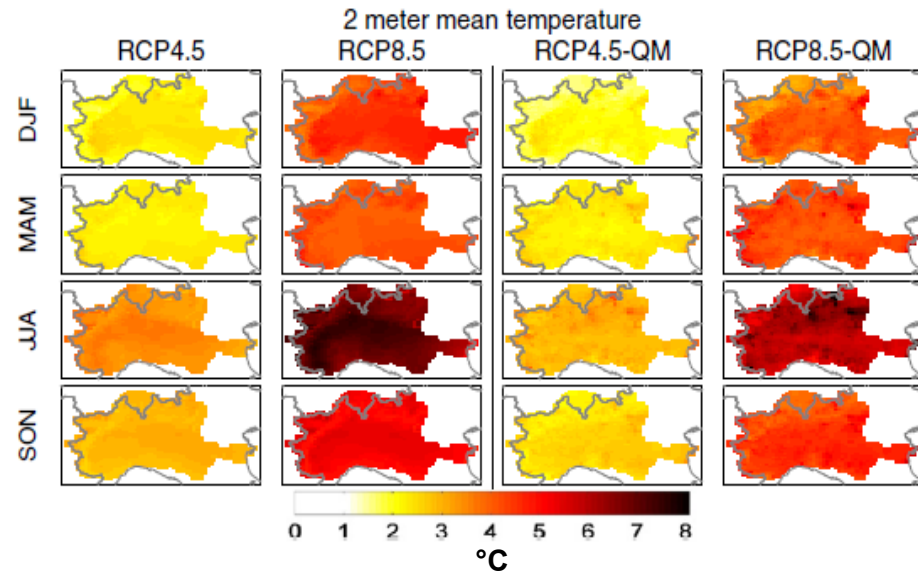 2 meter mean temperature
RCP4.5 RCP8.5 RCP4.5-QM RCP8.5-QM
DJF
MAM
JJA
SON
0 1 2 3 4 5 6 7 8
°C